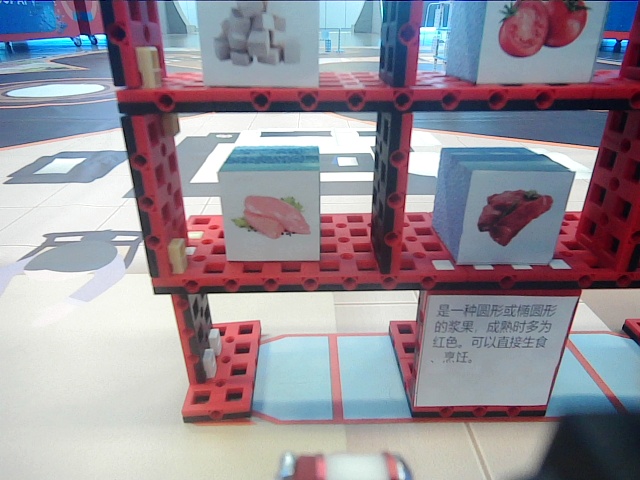 是一种圆形或椭圆形
的浆果，成熟时多为
红色。可以直接生食
、烹饪。